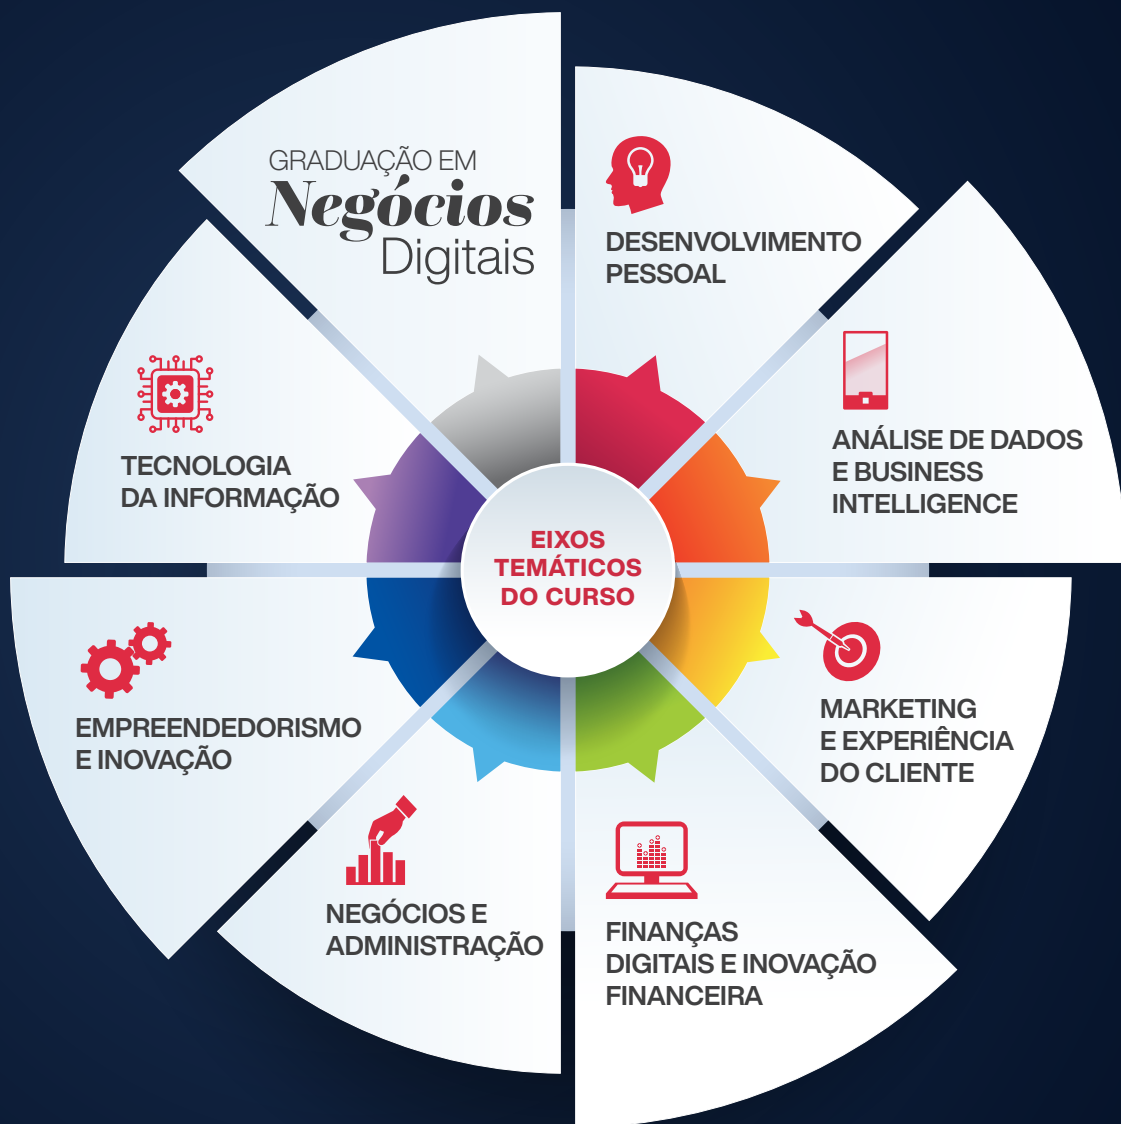 GRADUAÇÃO EM
Negócios
Digitais
DESENVOLVIMENTO
PESSOAL
ANÁLISE DE DADOS
E BUSINESS
INTELLIGENCE
MARKETING
E EXPERIÊNCIA
DO CLIENTE
FINANÇAS
DIGITAIS E INOVAÇÃO
FINANCEIRA
NEGÓCIOS E
ADMINISTRAÇÃO
EMPREENDEDORISMO
E INOVAÇÃO
TECNOLOGIA
DA INFORMAÇÃO
EIXOS
TEMÁTICOS
DO CURSO